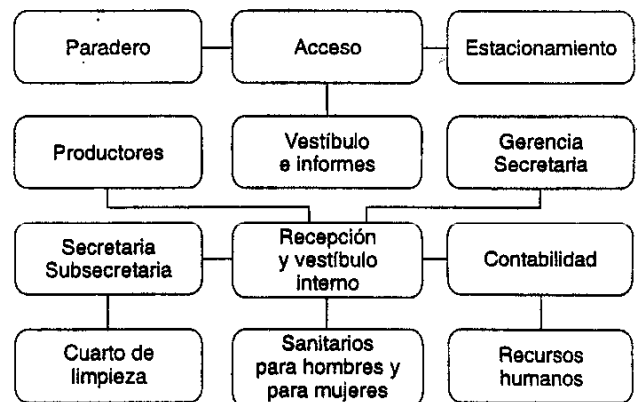 Paradero
Acceso
Estacionamiento
Productores
Vestíbulo
e informes
Gerencia
Secretaria
Secretaria
Subsecretaria
Recepción
y vestíbulo
interno
Contabilidad
Cuarto de
limpieza
Sanitarios
para hombres y
para mujeres
Recursos
humanos